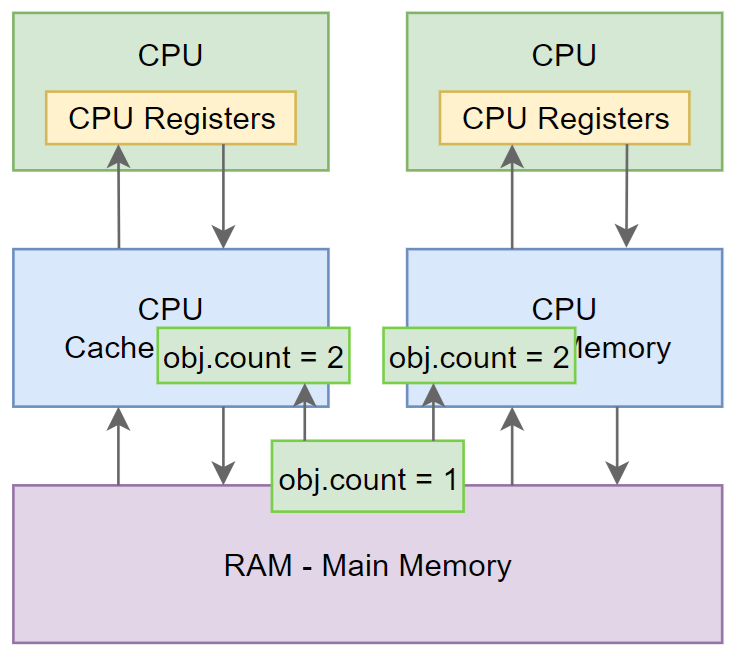 CPU
CPU Registers
CPU
CPU Registers
CPU
Cache
obj.count = 2
CPU
obj.count = 2
obj.count = 1
RAM - Main Memory